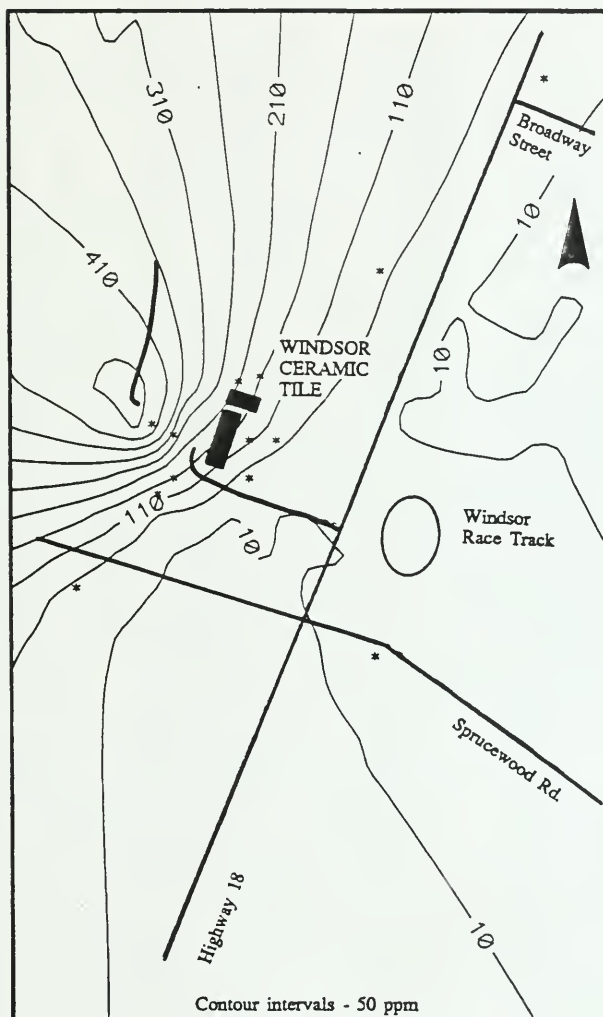 310
210
110
Broadway
Street
10
410
WINDSOR
CERAMIC
TILE
10
110
10
Windsor
Race Track
Sprucewood Rd.
Highway 18
10
Contour intervals - 50 ppm